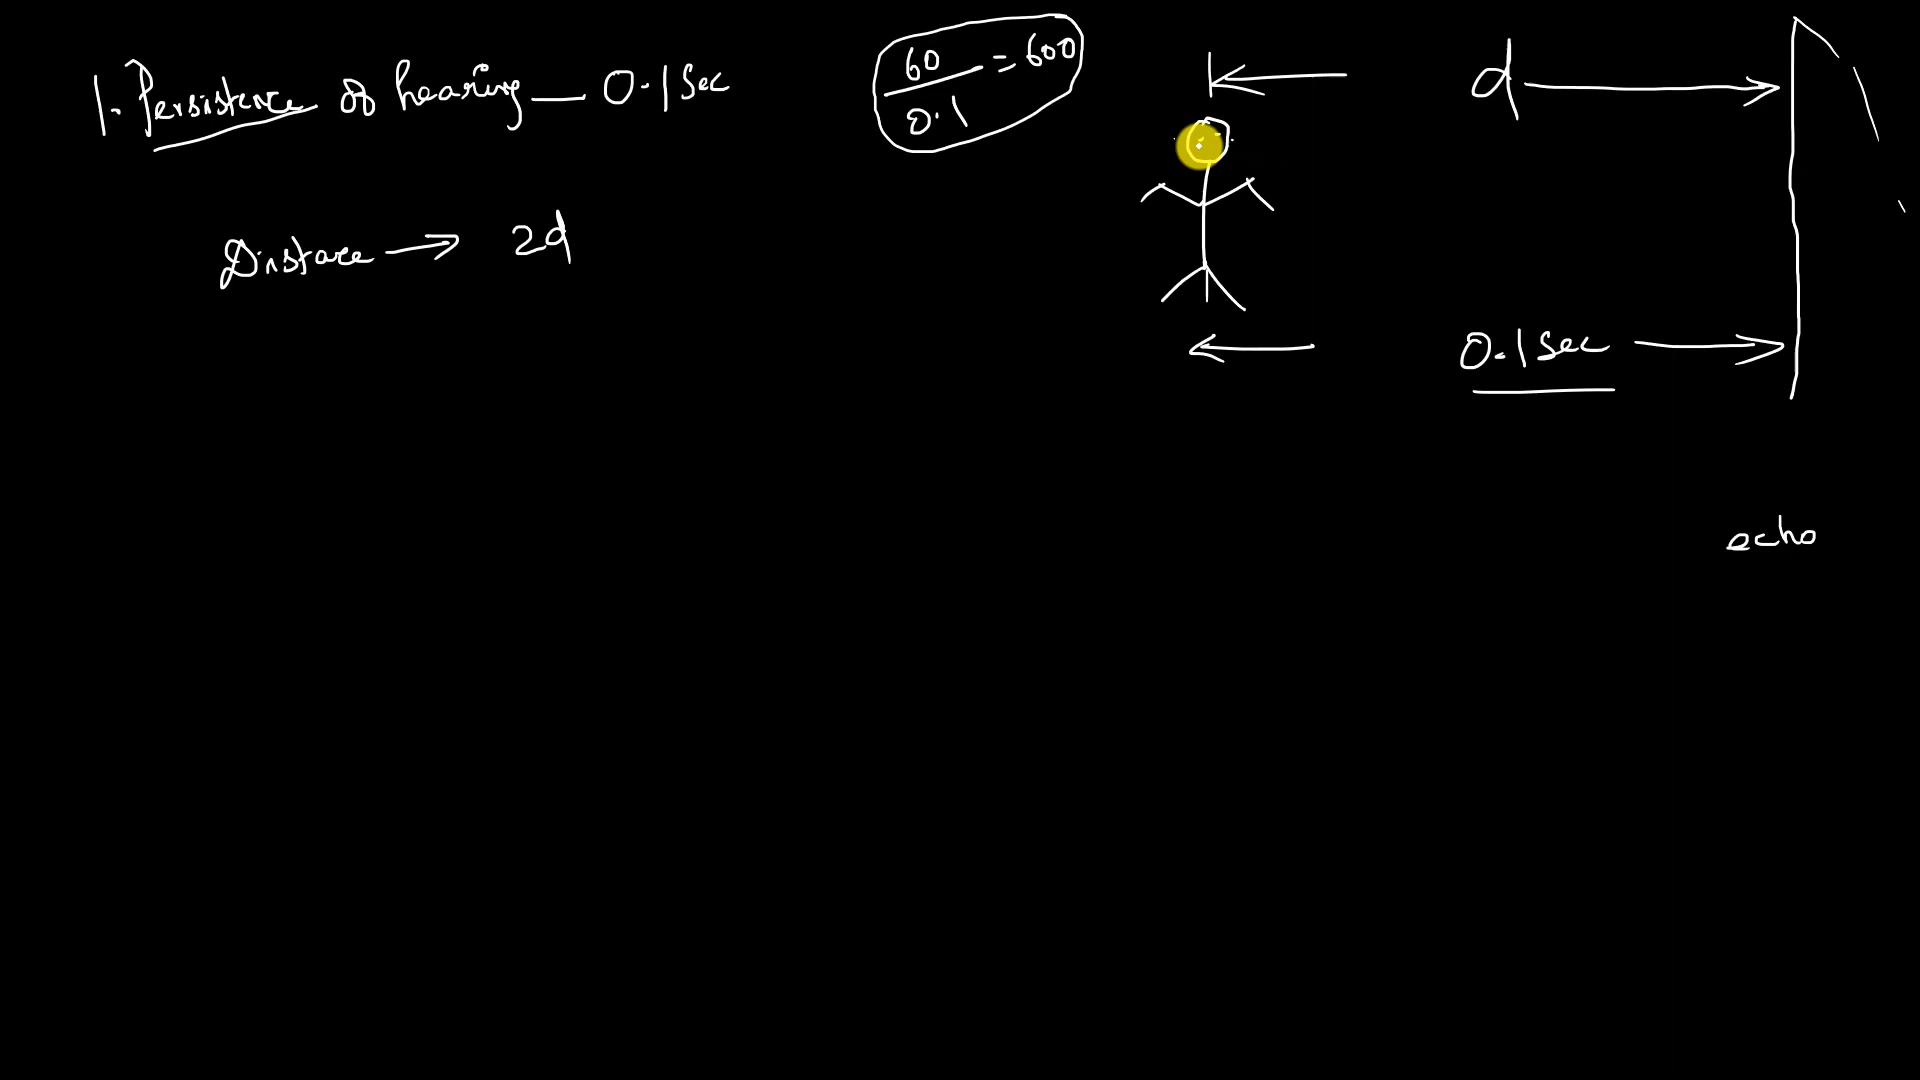 1. Persistence of hearing — 0.1 Sec
60 / 0.1 = 600
d
Distance → 2d
0.1 Sec
echo